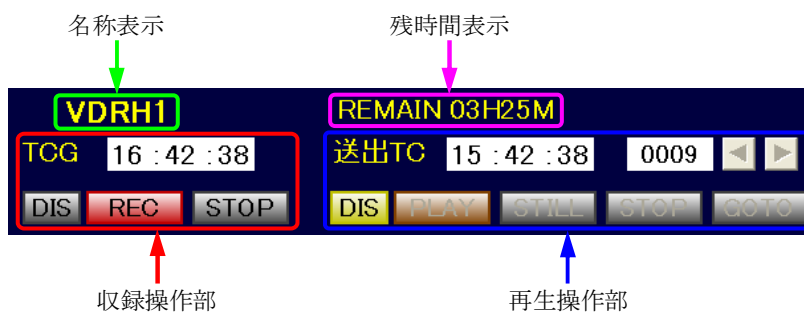 名称表示 残時間表示
VDRH1 REMAIN 03H25M
TCG 16 :42 :38 送出TC 15 :42 :38 0009
DIS REC STOP DIS PLAY STILL STOP GOTO
収録操作部 再生操作部